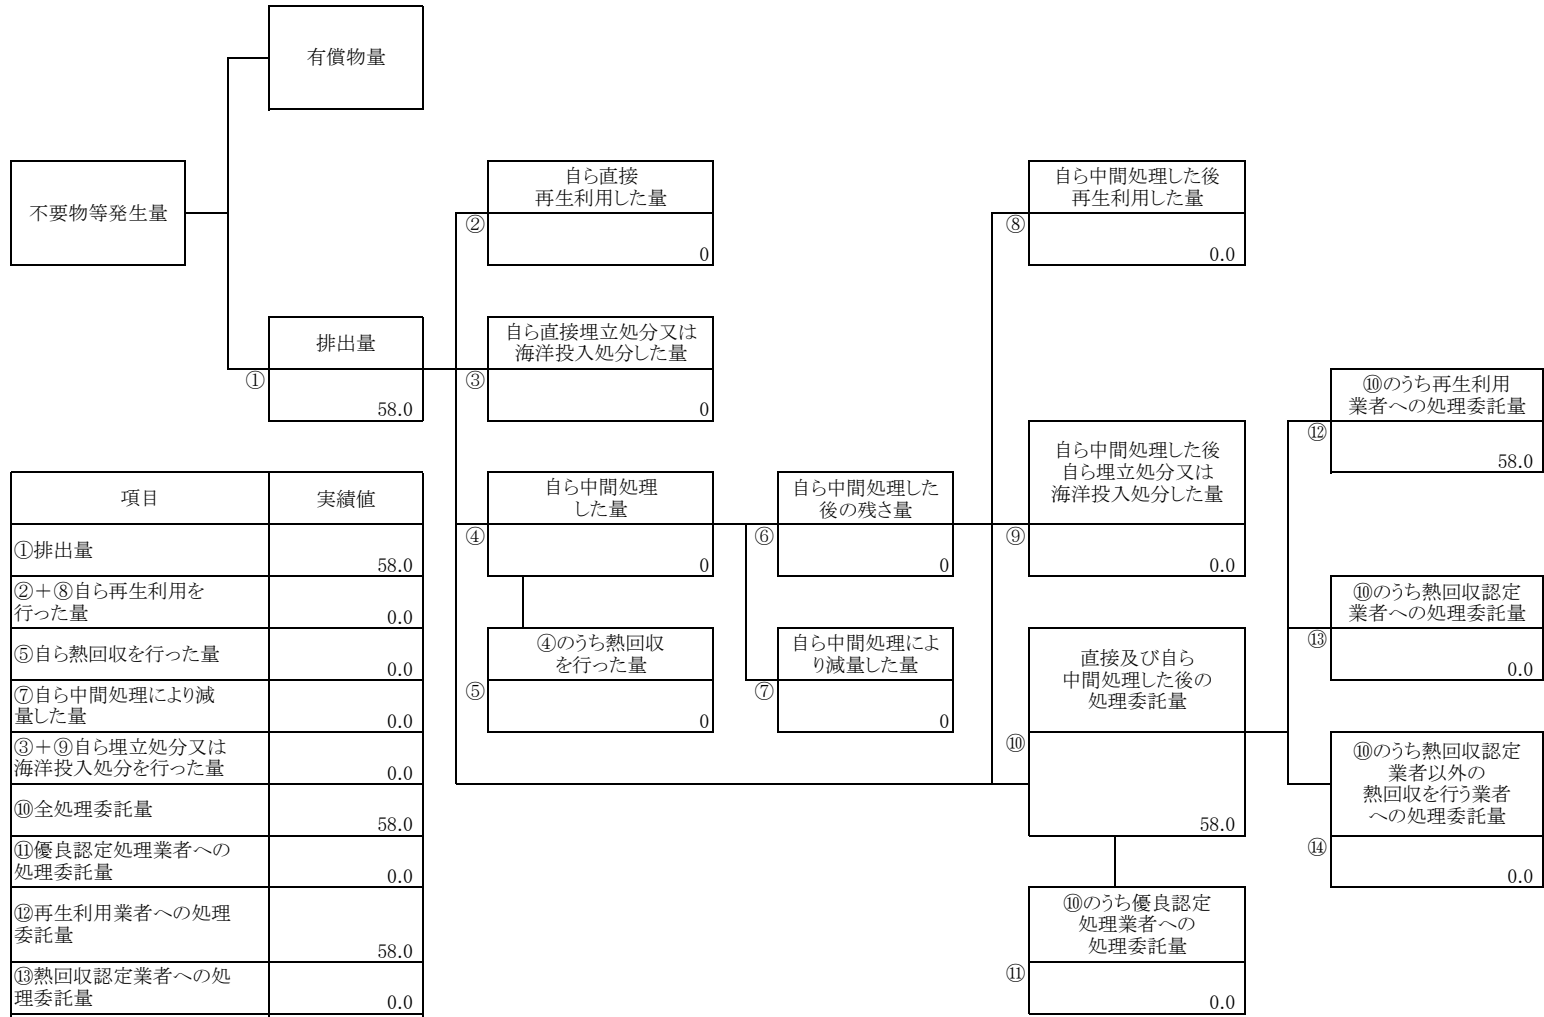 有償物量
不要物等発生量
自ら直接
再生利用した量
②
0
自ら中間処理した後
再生利用した量
⑧
0.0
排出量
①
58.0
自ら直接埋立処分又は
海洋投入処分した量
③
0
⑩のうち再生利用
業者への処理委託量
⑫
58.0
自ら中間処理
した量
④
0
自ら中間処理した
後の残さ量
⑥
0
自ら中間処理した後
自ら埋立処分又は
海洋投入処分した量
⑨
0.0
④のうち熱回収
を行った量
⑤
0
自ら中間処理によ
り減量した量
⑦
0
直接及び自ら
中間処理した後の
処理委託量
⑩
58.0
⑩のうち熱回収認定
業者への処理委託量
⑬
0.0
⑩のうち熱回収認定
業者以外の
熱回収を行う業者
への処理委託量
⑭
0.0
⑩のうち優良認定
処理業者への
処理委託量
⑪
0.0
項目
実績値
①排出量
58.0
②＋⑧自ら再生利用を
行った量
0.0
⑤自ら熱回収を行った量
0.0
⑦自ら中間処理により減
量した量
0.0
③＋⑨自ら埋立処分又は
海洋投入処分を行った量
0.0
⑩全処理委託量
58.0
⑪優良認定処理業者への
処理委託量
0.0
⑫再生利用業者への処理
委託量
58.0
⑬熱回収認定業者への処
理委託量
0.0